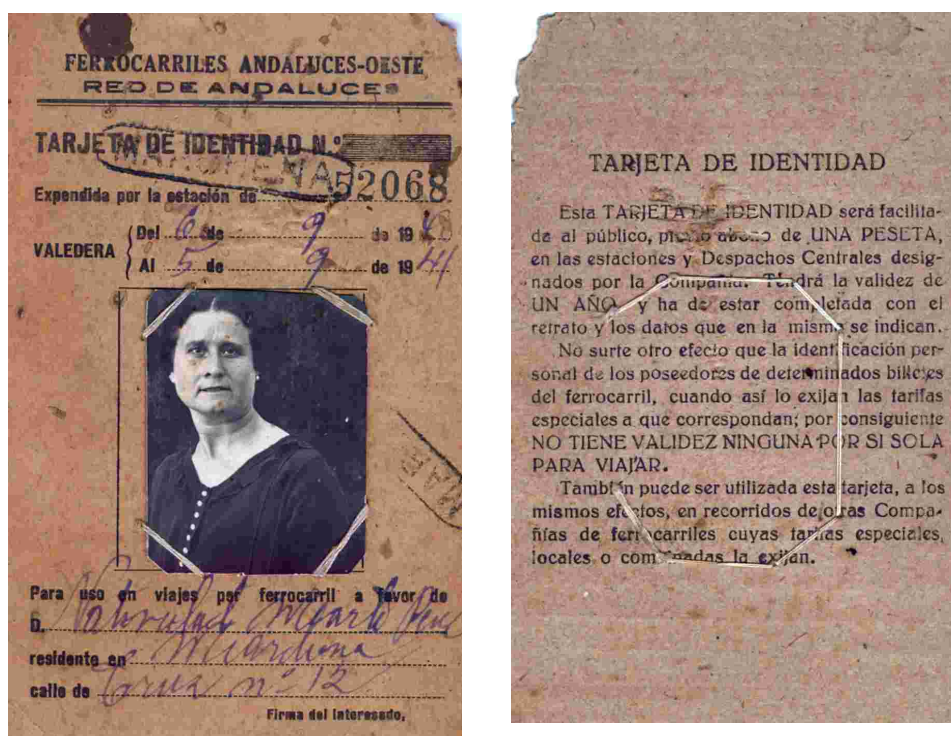 FERROCARRILES ANDALUCES-OESTE
RED DE ANDALUCES
TARJETA DE IDENTIDAD N.º
MARCHENA
52068
Expendida por la estación de
VALEDERA
Del 6 de 9 de 19 4
Al 5 de 9 de 19 41
Para uso en viajes por ferrocarril a favor de
D. Natividad
residente en Marchena
calle de nº 12
Firma del interesado,
TARJETA DE IDENTIDAD
Esta TARJETA DE IDENTIDAD será facilita-
da al público, previo abono de UNA PESETA,
en las estaciones y Despachos Centrales desig-
nados por la Compañía. Tendrá la validez de
UN AÑO y ha de estar completada con el
retrato y los datos que en la misma se indican.
No surte otro efecto que la identificación per-
sonal de los poseedores de determinados billetes
del ferrocarril, cuando así lo exijan las tarifas
especiales a que correspondan; por consiguiente
NO TIENE VALIDEZ NINGUNA POR SI SOLA
PARA VIAJAR.
También puede ser utilizada esta tarjeta, a los
mismos efectos, en recorridos de otras Compa-
ñías de ferrocarriles cuyas tarifas especiales,
locales o combinadas la exijan.